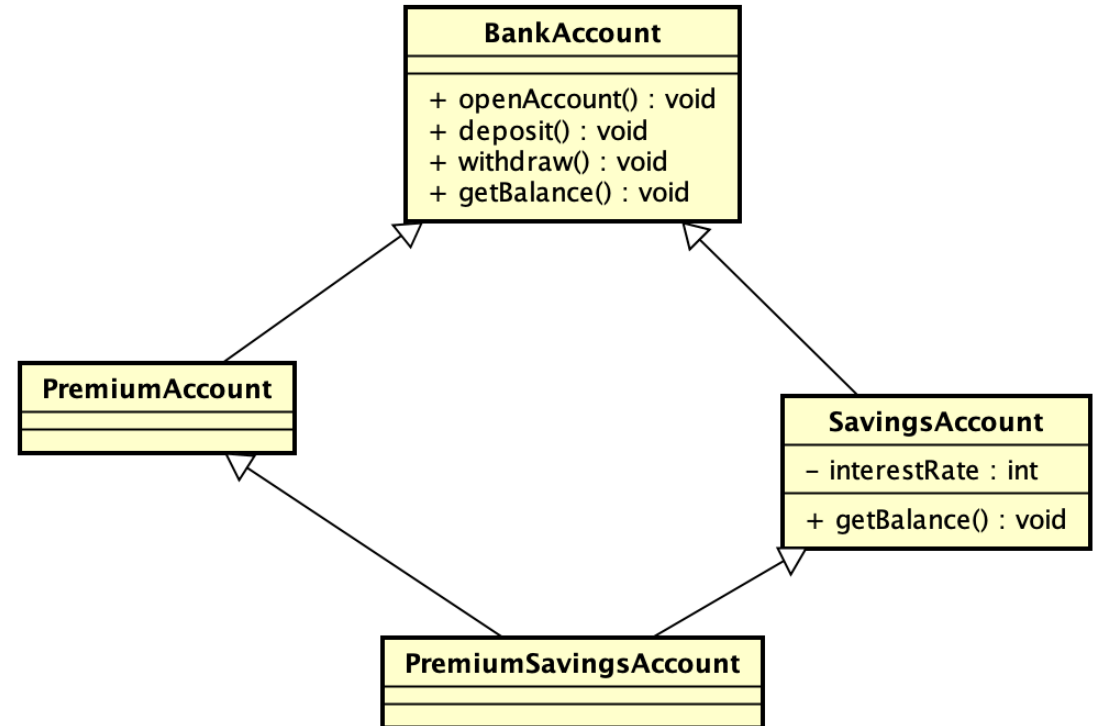 BankAccount
+ openAccount() : void
+ deposit() : void
+ withdraw() : void
+ getBalance() : void
PremiumAccount
SavingsAccount
– interestRate : int
+ getBalance() : void
PremiumSavingsAccount